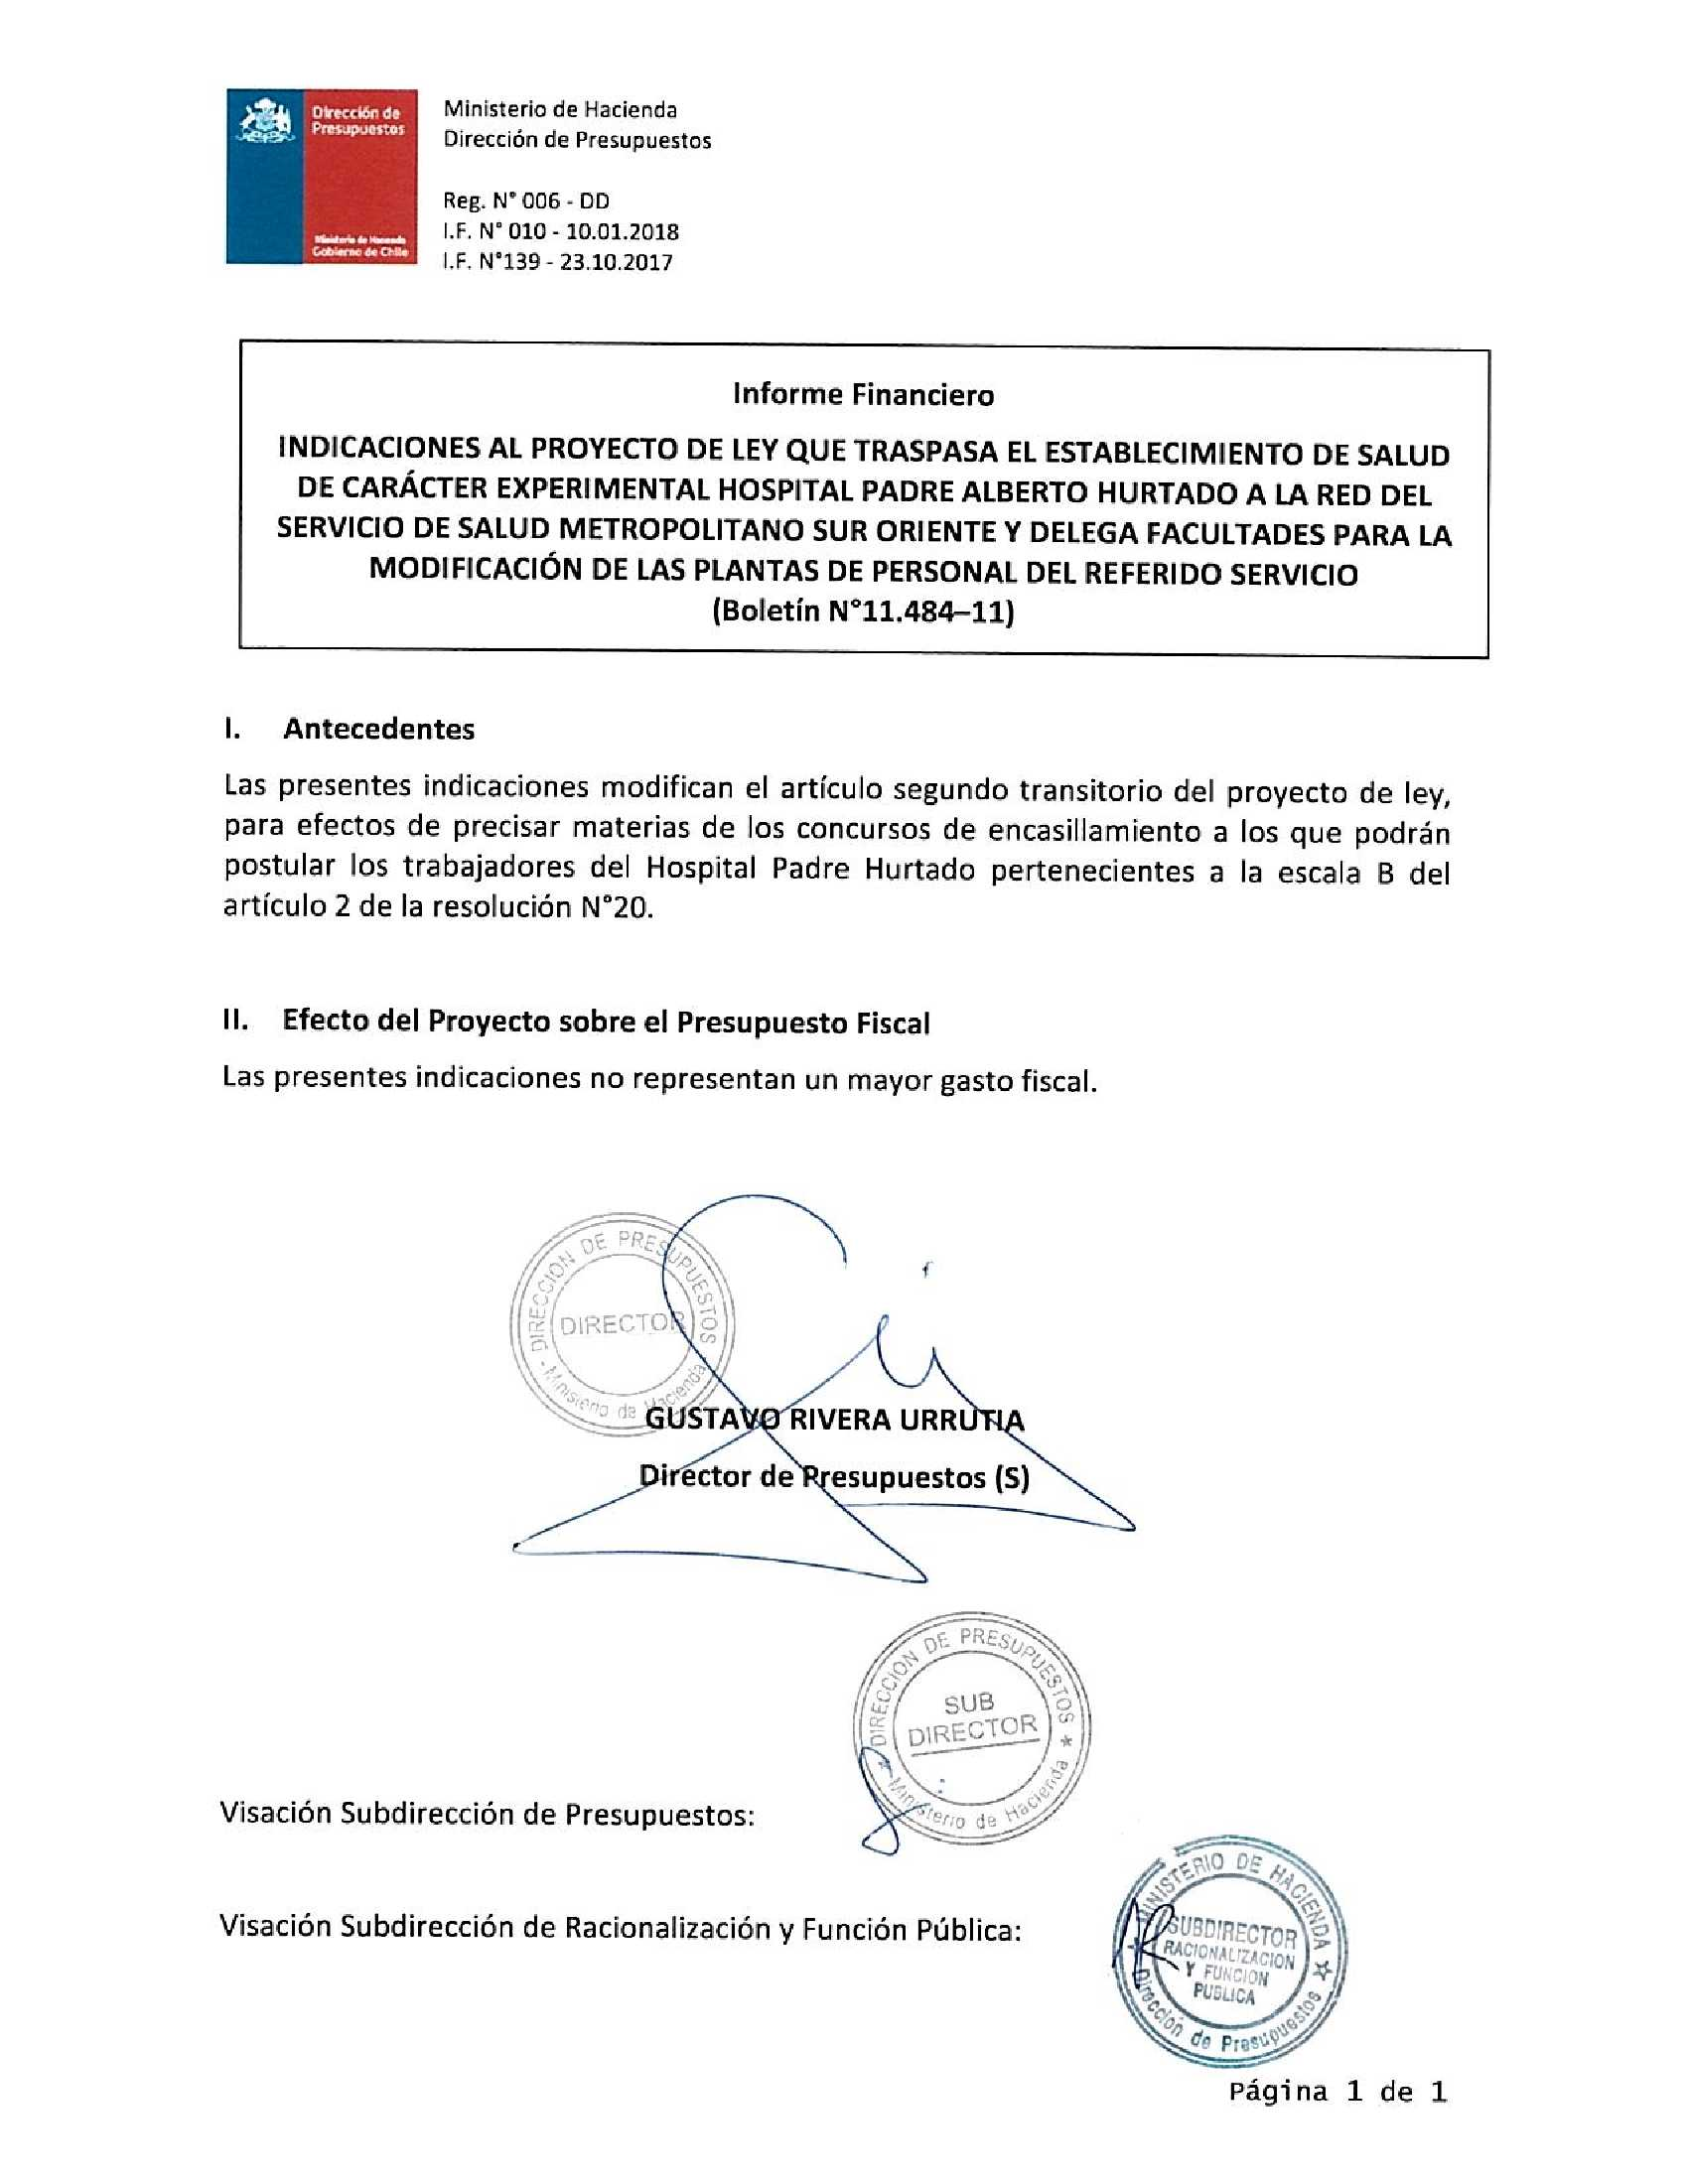 Dirección de
Presupuestos
Ministerio de Hacienda
Gobierno de Chile
Ministerio de Hacienda
Dirección de Presupuestos
Reg. N° 006 - DD
I.F. N° 010 - 10.01.2018
I.F. N°139 - 23.10.2017
Informe Financiero
INDICACIONES AL PROYECTO DE LEY QUE TRASPASA EL ESTABLECIMIENTO DE SALUD
DE CARÁCTER EXPERIMENTAL HOSPITAL PADRE ALBERTO HURTADO A LA RED DEL
SERVICIO DE SALUD METROPOLITANO SUR ORIENTE Y DELEGA FACULTADES PARA LA
MODIFICACIÓN DE LAS PLANTAS DE PERSONAL DEL REFERIDO SERVICIO
(Boletín N°11.484–11)
I. Antecedentes
Las presentes indicaciones modifican el artículo segundo transitorio del proyecto de ley,
para efectos de precisar materias de los concursos de encasillamiento a los que podrán
postular los trabajadores del Hospital Padre Hurtado pertenecientes a la escala B del
artículo 2 de la resolución N°20.
II. Efecto del Proyecto sobre el Presupuesto Fiscal
Las presentes indicaciones no representan un mayor gasto fiscal.
DIRECCION DE PRESUPUESTOS
DIRECTOR
Ministerio de Hacienda
GUSTAVO RIVERA URRUTIA
Director de Presupuestos (S)
DIRECCION DE PRESUPUESTOS
SUB
DIRECTOR
Ministerio de Hacienda
Visación Subdirección de Presupuestos:
MINISTERIO DE HACIENDA
SUBDIRECTOR
RACIONALIZACION
Y FUNCION
PUBLICA
Dirección de Presupuestos
Visación Subdirección de Racionalización y Función Pública:
Página 1 de 1